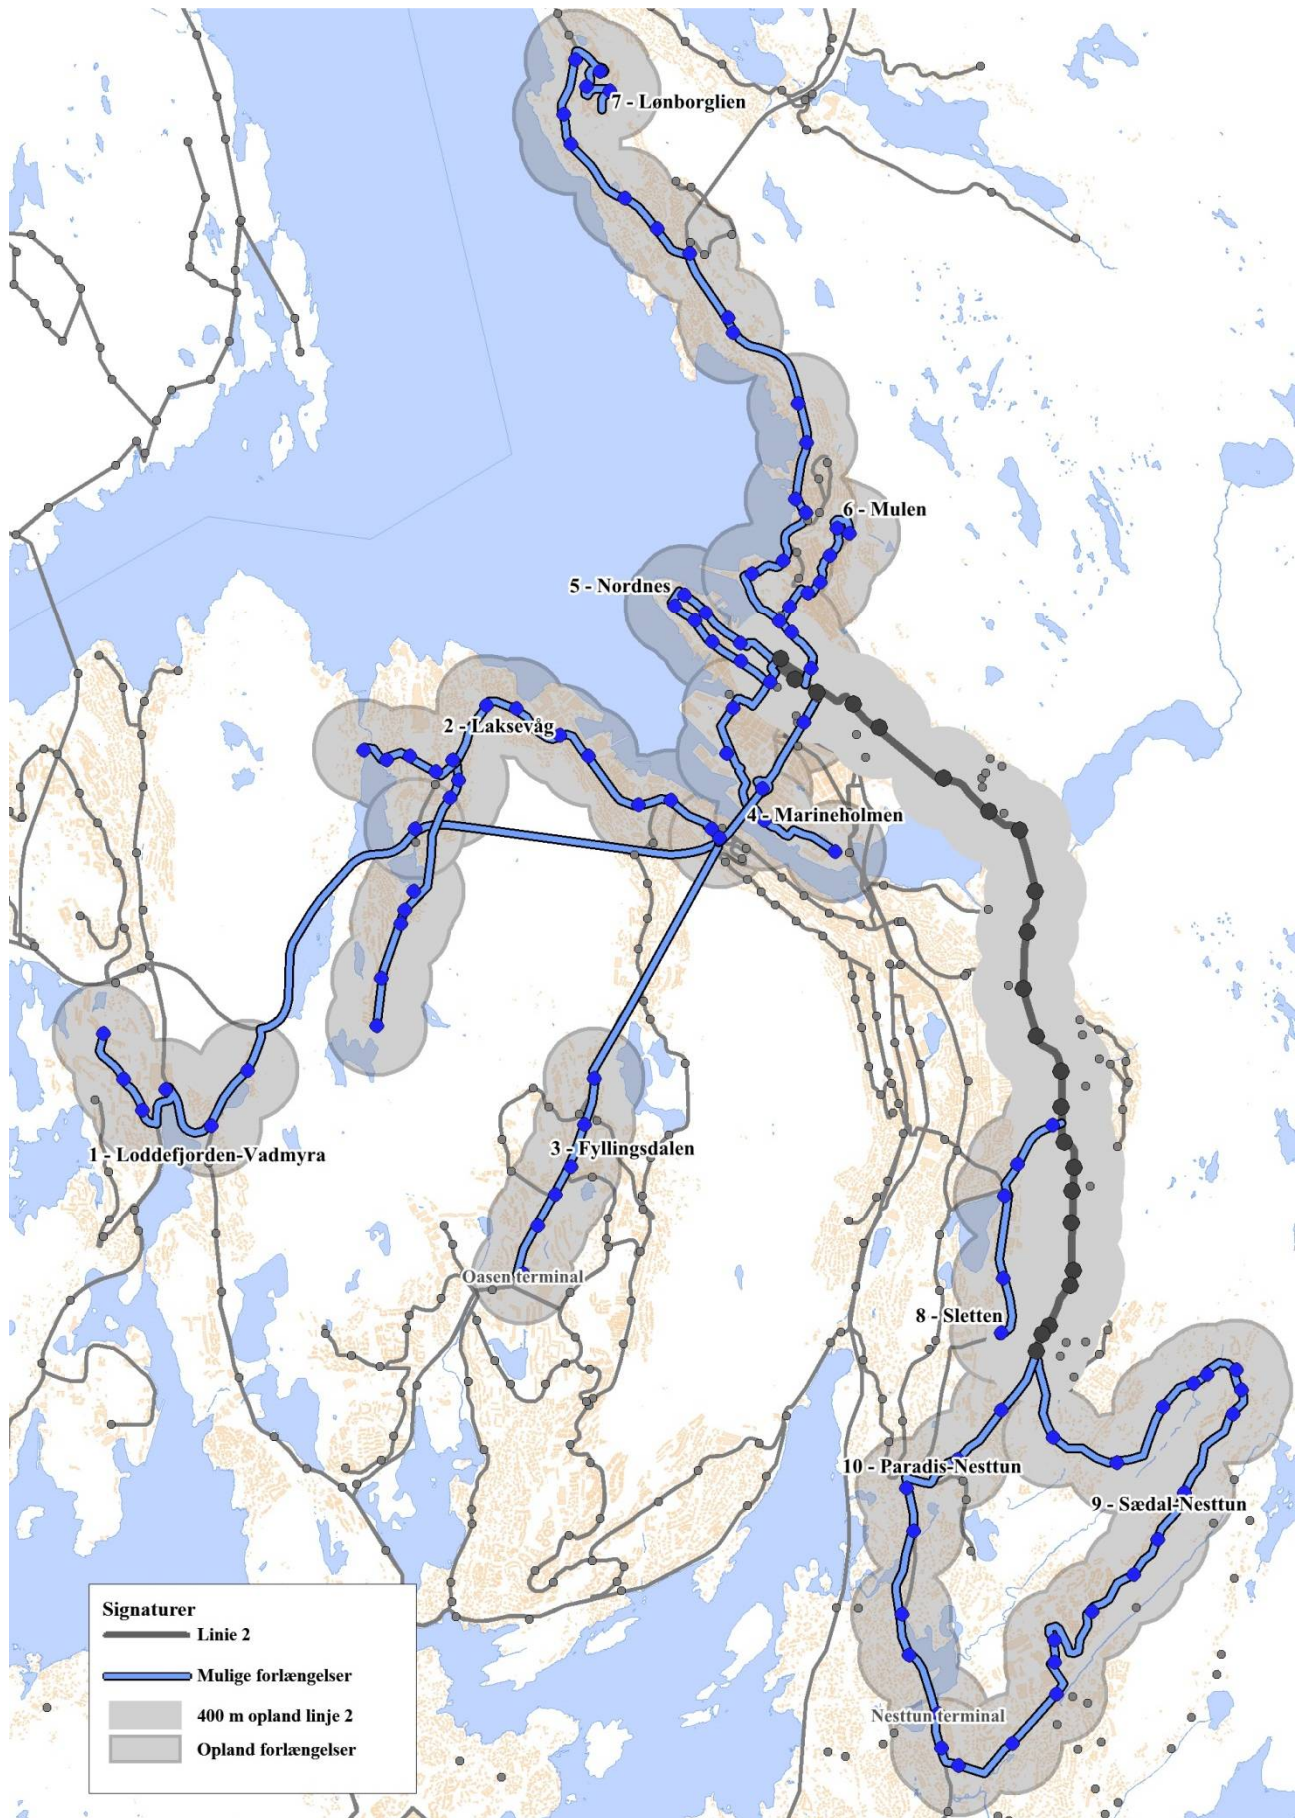 7 - Lønborglien
6 - Mulen
5 - Nordnes
2 - Laksevåg
4 - Marineholmen
1 - Loddefjorden-Vadmyra
3 - Fyllingsdalen
Oasen terminal
8 - Sletten
10 - Paradis-Nesttun
9 - Sædal-Nesttun
Nesttun terminal
Signaturer
Linie 2
Mulige forlængelser
400 m opland linje 2
Opland forlængelser